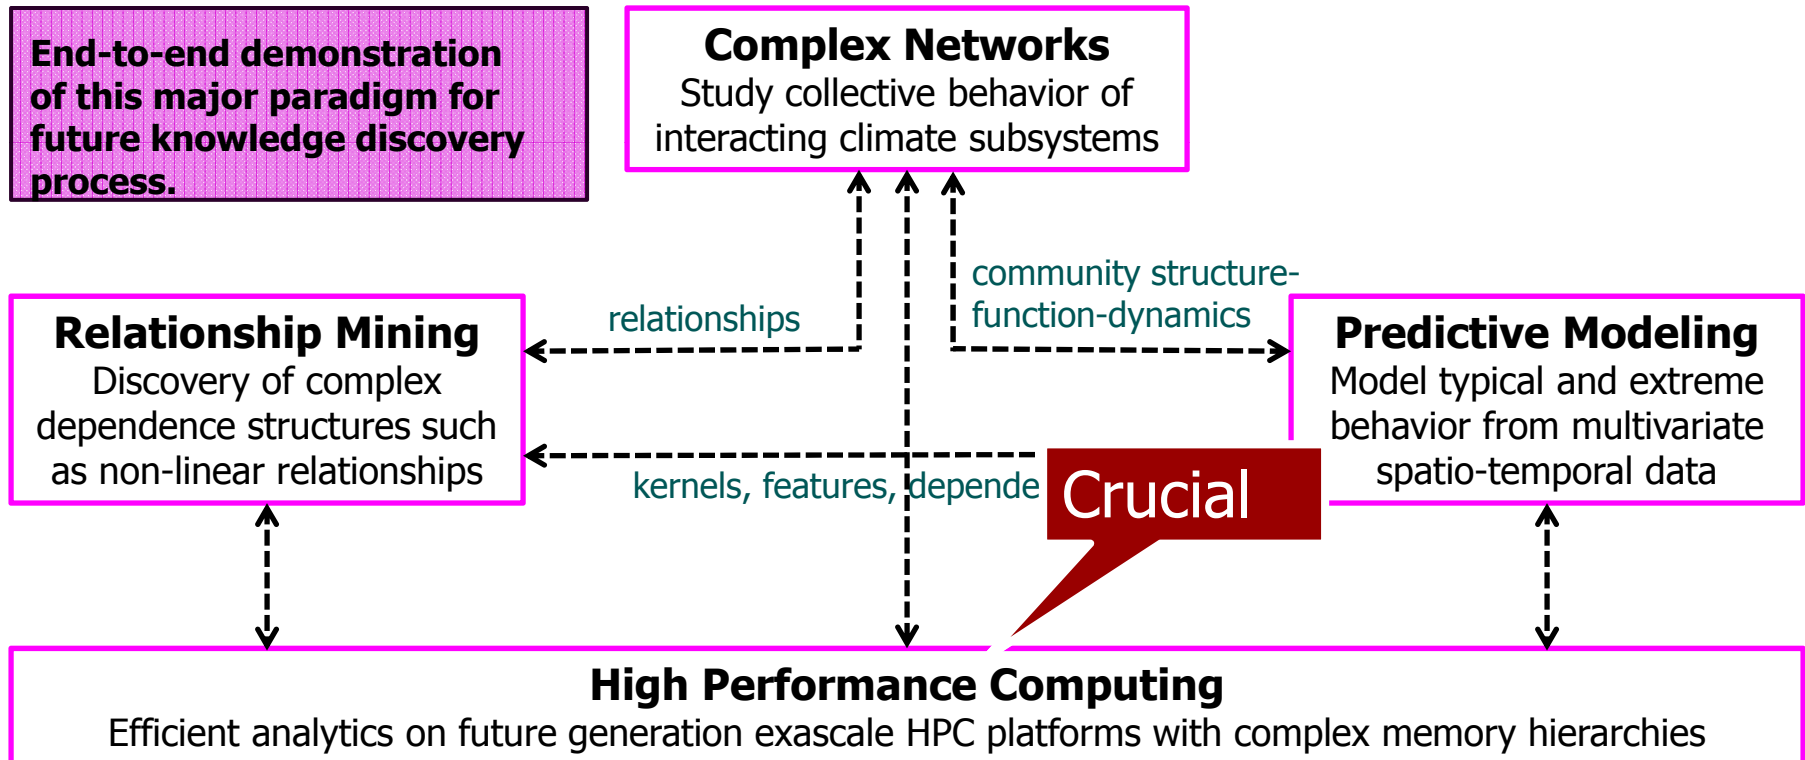 End-to-end demonstration
of this major paradigm for
future knowledge discovery
process.
Complex Networks
Study collective behavior of
interacting climate subsystems
relationships
community structure-
function-dynamics
Relationship Mining
Discovery of complex
dependence structures such
as non-linear relationships
Predictive Modeling
Model typical and extreme
behavior from multivariate
spatio-temporal data
kernels, features, depende
Crucial
High Performance Computing
Efficient analytics on future generation exascale HPC platforms with complex memory hierarchies